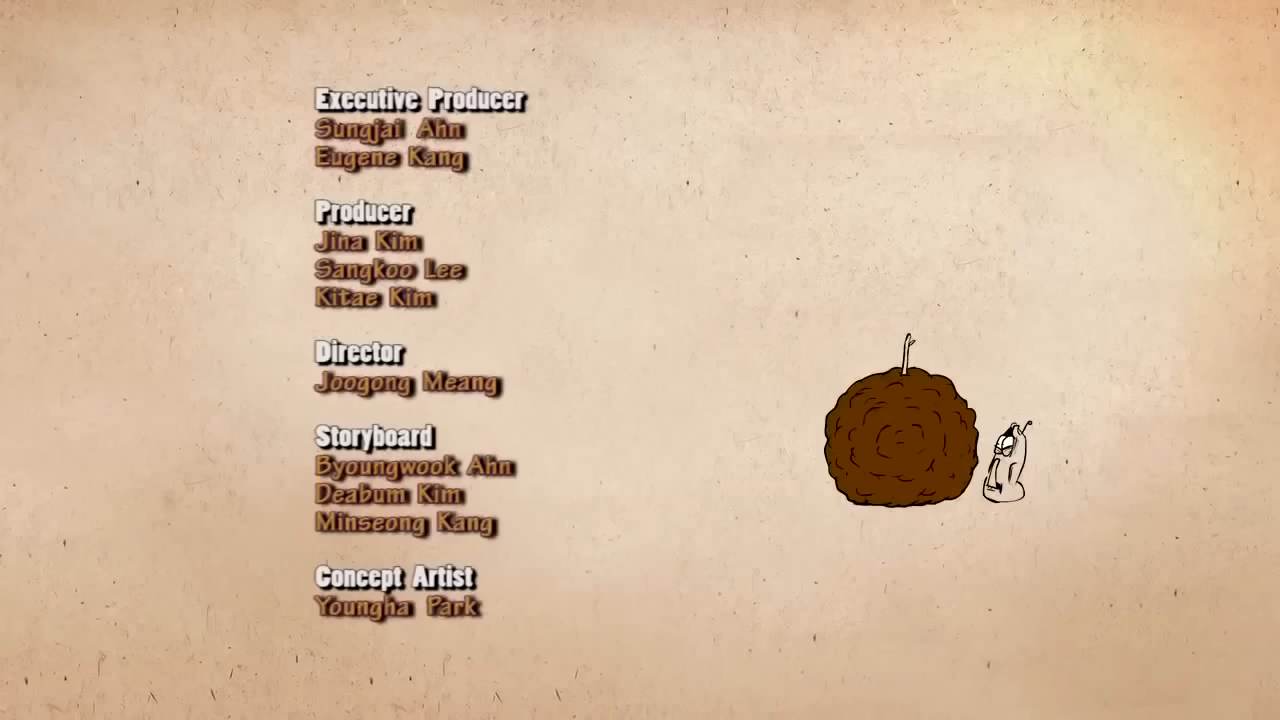 Executive Producer
Sungjai Ahn
Eugene Kang
Producer
Jina Kim
Sangkoo Lee
Kitae Kim
Director
Joogong Meang
Storyboard
Byoungwook Ahn
Deabum Kim
Minseong Kang
Concept Artist
Youngha Park